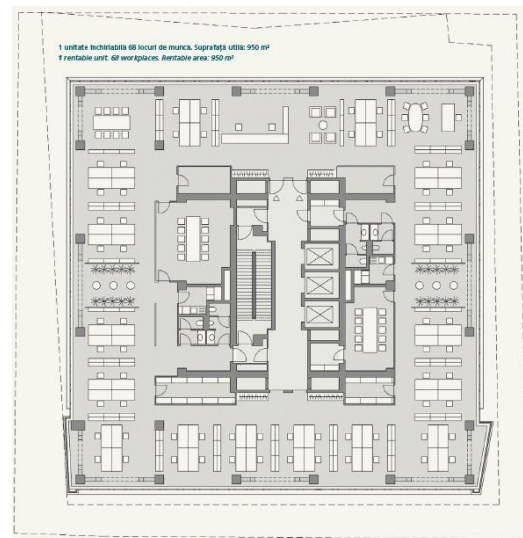 1 unitate închiriabilă 68 locuri de muncă. Suprafață utilă: 950 m²
1 rentable unit. 68 workplaces. Rentable area: 950 m²